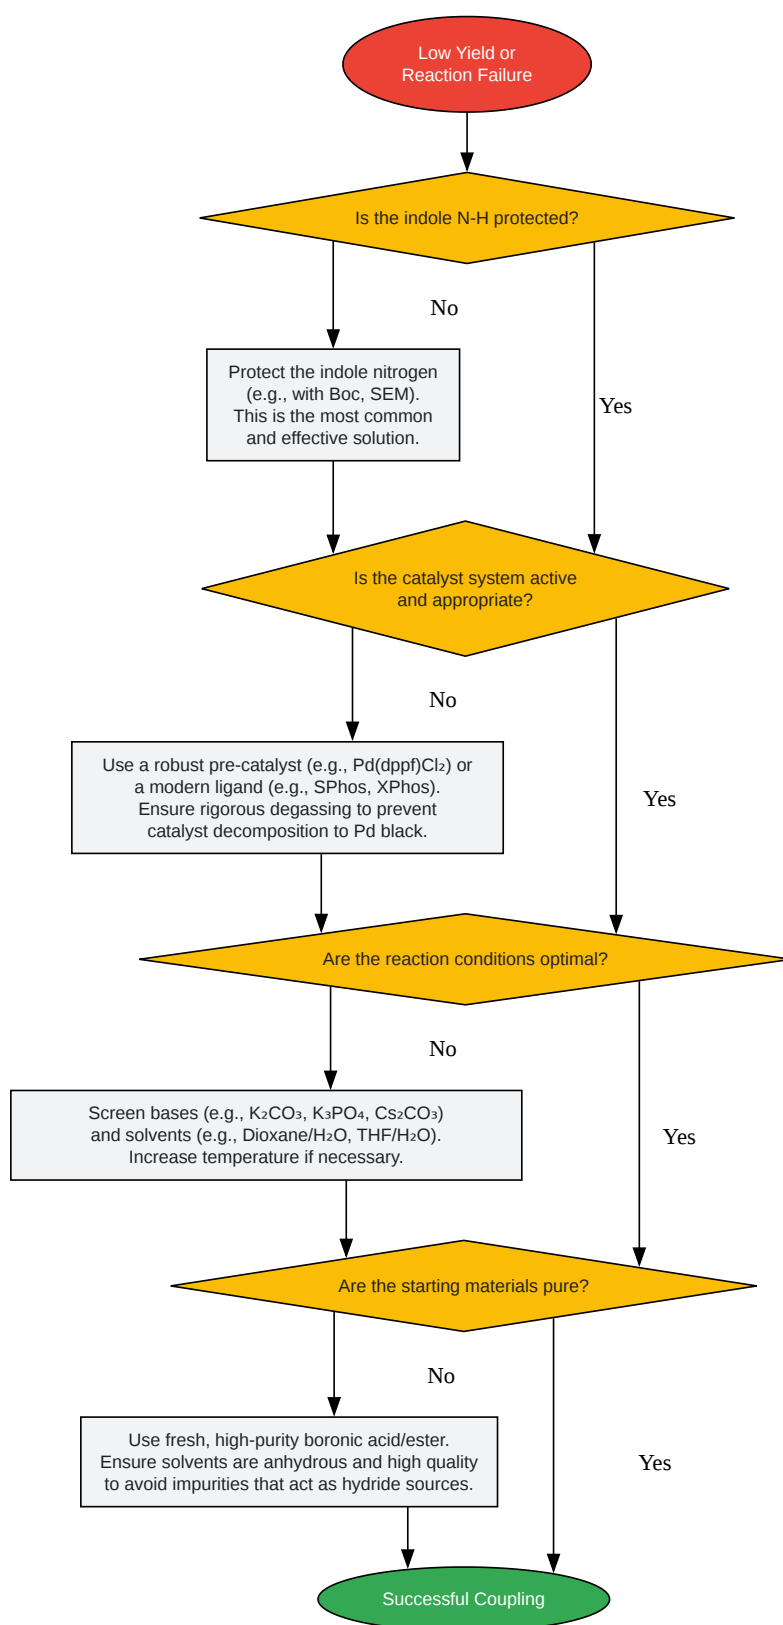 Low Yield or
Reaction Failure
Is the indole N-H protected?
No
Protect the indole nitrogen
(e.g., with Boc, SEM).
This is the most common
and effective solution.
Yes
Is the catalyst system active
and appropriate?
No
Use a robust pre-catalyst (e.g., Pd(dppf)Cl₂) or
a modern ligand (e.g., SPhos, XPhos).
Ensure rigorous degassing to prevent
catalyst decomposition to Pd black.
Yes
Are the reaction conditions optimal?
No
Screen bases (e.g., K₂CO₃, K₃PO₄, Cs₂CO₃)
and solvents (e.g., Dioxane/H₂O, THF/H₂O).
Increase temperature if necessary.
Yes
Are the starting materials pure?
No
Use fresh, high-purity boronic acid/ester.
Ensure solvents are anhydrous and high quality
to avoid impurities that act as hydride sources.
Yes
Successful Coupling